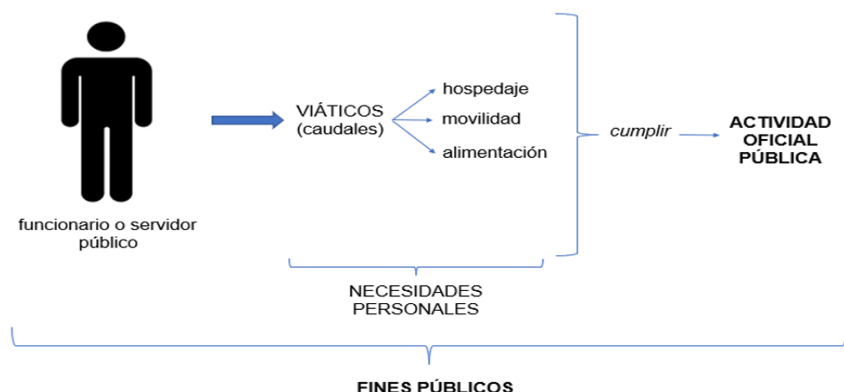 funcionario o servidor
público
VIÁTICOS
(caudales)
hospedaje
movilidad
alimentación
cumplir
ACTIVIDAD
OFICIAL
PÚBLICA
NECESIDADES
PERSONALES
FINES PÚBLICOS